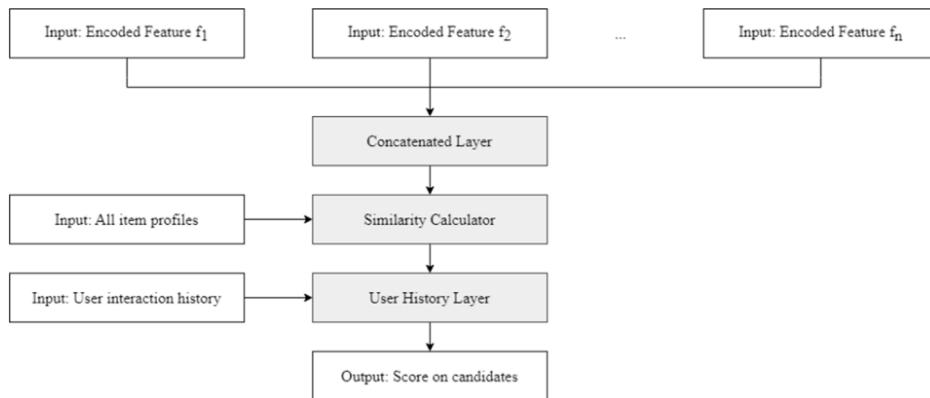 Input: Encoded Feature f1
Input: Encoded Feature f2
...
Input: Encoded Feature fn
Concatenated Layer
Input: All item profiles
Similarity Calculator
Input: User interaction history
User History Layer
Output: Score on candidates